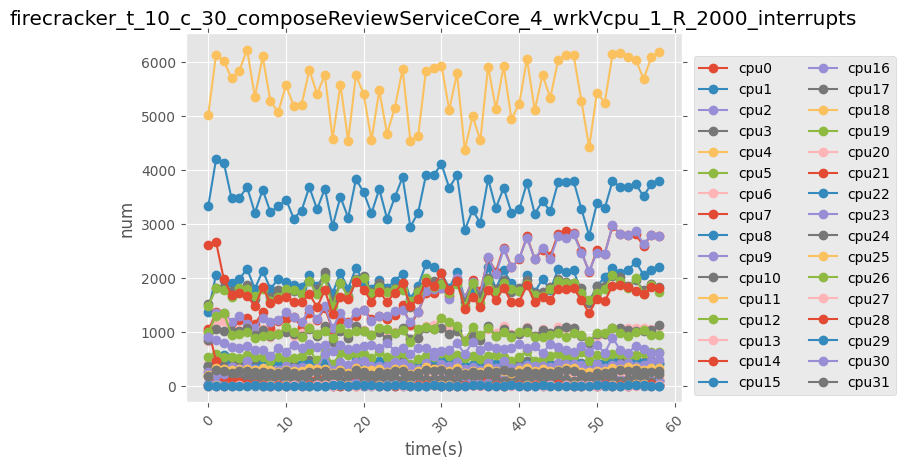 firecracker_t_10_c_30_composeReviewServiceCore_4_wrkVcpu_1_R_2000_interrupts
num
6000
5000
4000
3000
2000
1000
0
0
10
20
30
40
50
60
time(s)
cpu0
cpu1
cpu2
cpu3
cpu4
cpu5
cpu6
cpu7
cpu8
cpu9
cpu10
cpu11
cpu12
cpu13
cpu14
cpu15
cpu16
cpu17
cpu18
cpu19
cpu20
cpu21
cpu22
cpu23
cpu24
cpu25
cpu26
cpu27
cpu28
cpu29
cpu30
cpu31